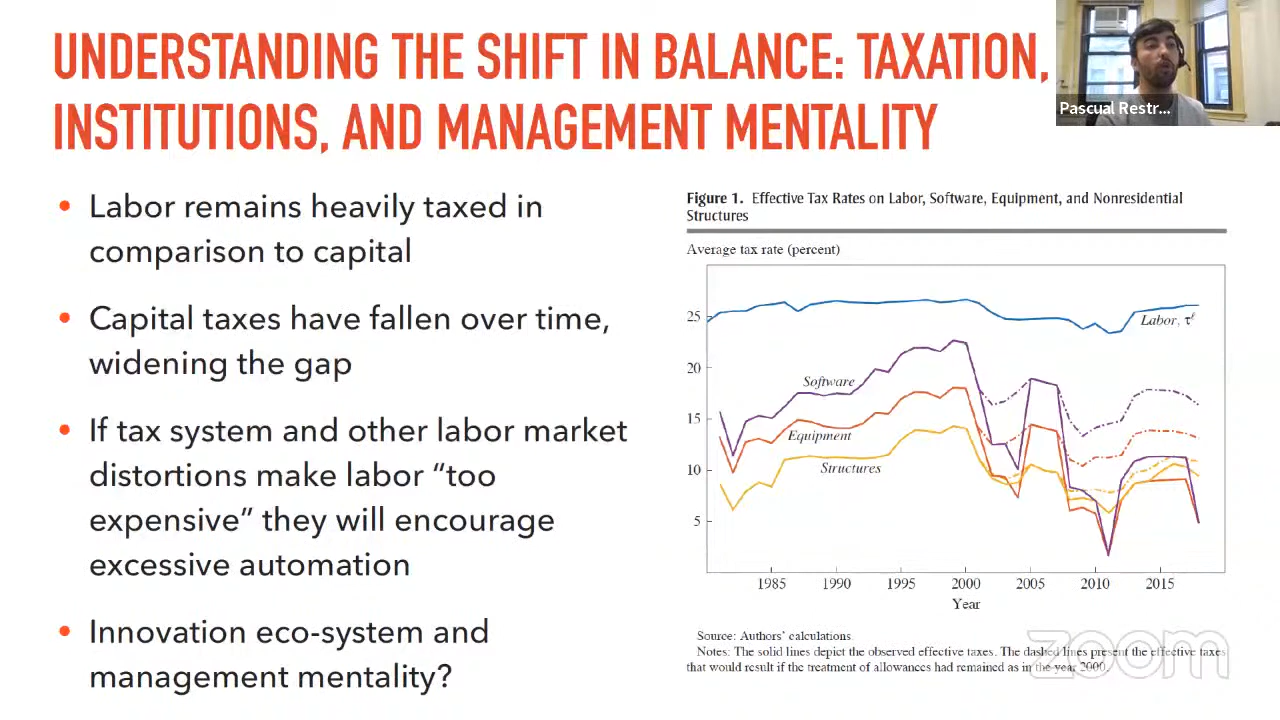 UNDERSTANDING THE SHIFT IN BALANCE: TAXATION,
INSTITUTIONS, AND MANAGEMENT MENTALITY
Pascual Restr...
• Labor remains heavily taxed in
comparison to capital
• Capital taxes have fallen over time,
widening the gap
• If tax system and other labor market
distortions make labor “too
expensive” they will encourage
excessive automation
• Innovation eco-system and
management mentality?
Figure 1. Effective Tax Rates on Labor, Software, Equipment, and Nonresidential
Structures
Average tax rate (percent)
25
20
15
10
5
Labor, τℓ
Software
Equipment
Structures
1985 1990 1995 2000 2005 2010 2015
Year
Source: Authors' calculations.
Notes: The solid lines depict the observed effective taxes. The dashed lines present the effective taxes
that would result if the treatment of allowances had remained as in the year 2000.
zoom